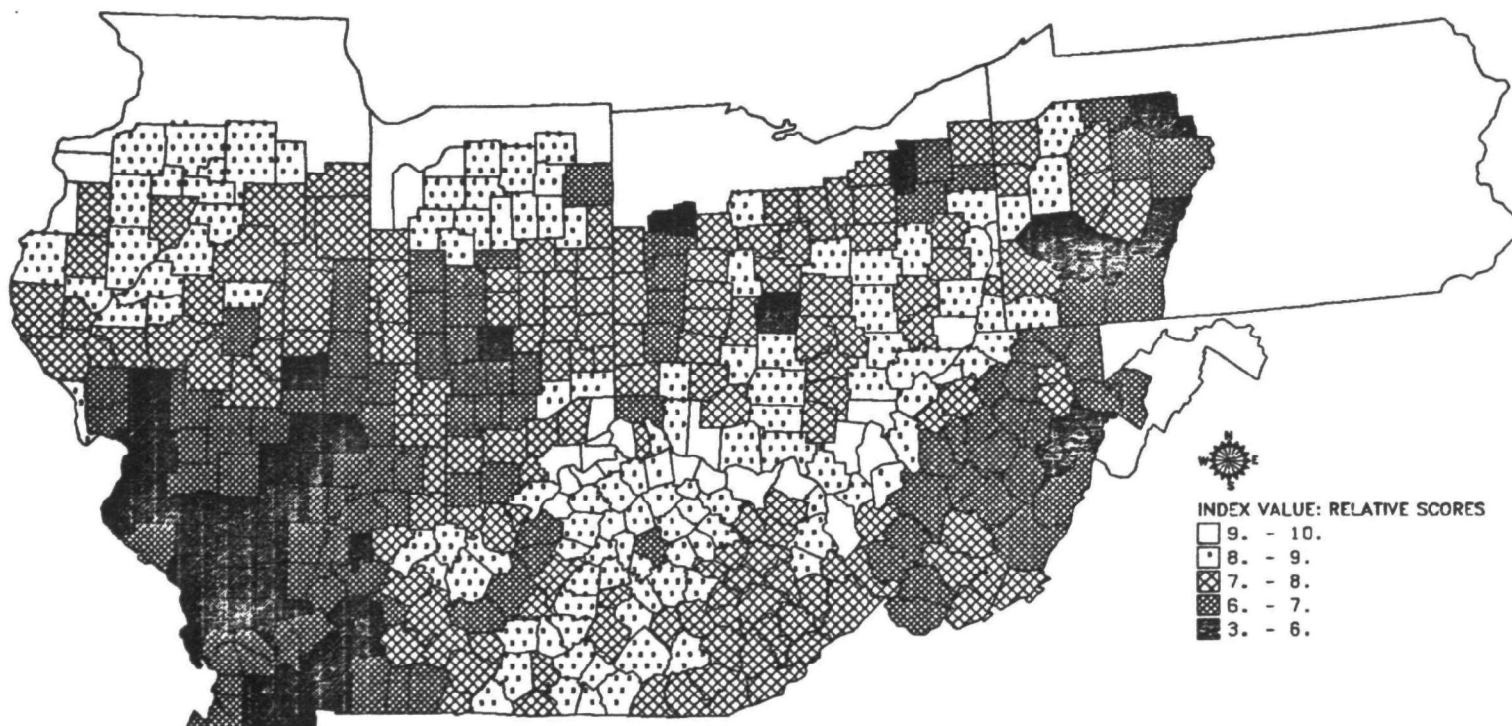 N
W E
S
INDEX VALUE: RELATIVE SCORES
9. - 10.
8. - 9.
7. - 8.
6. - 7.
3. - 6.